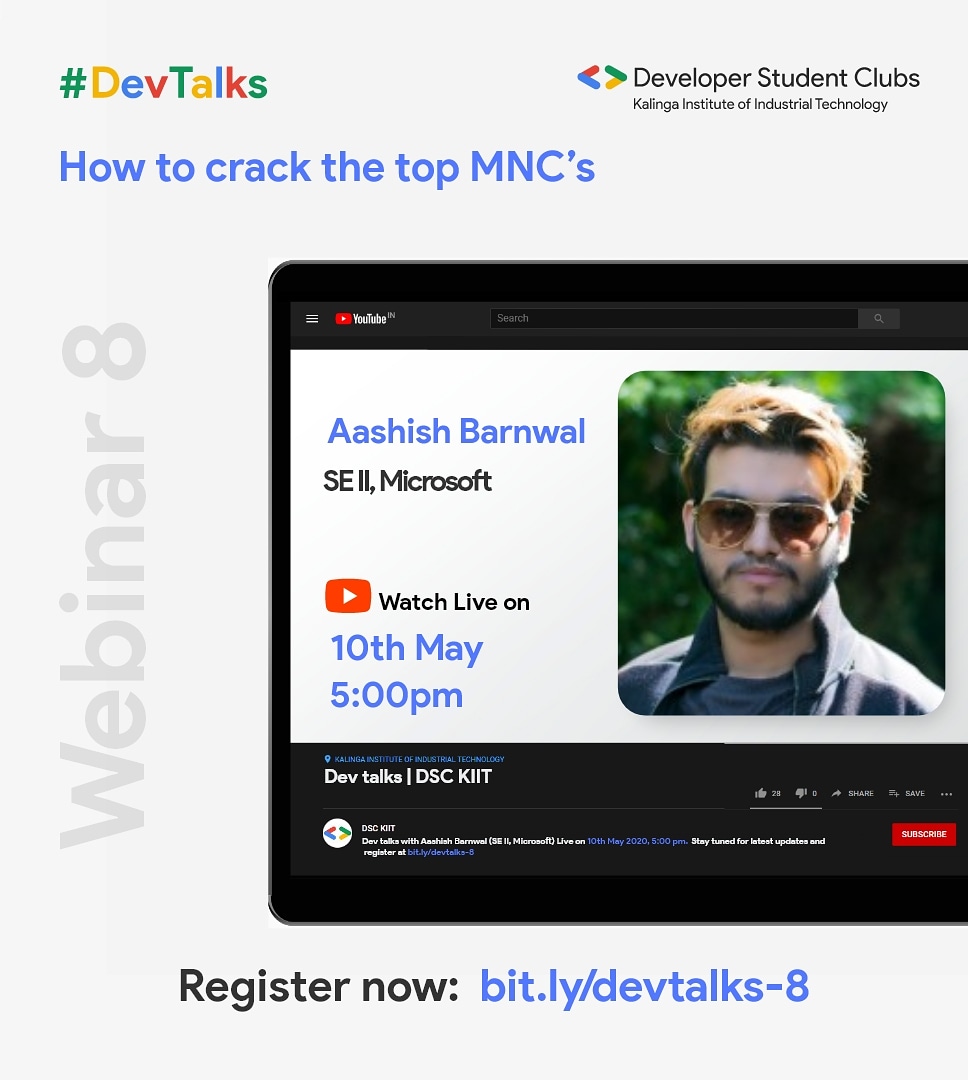 #DevTalks
Developer Student Clubs
Kalinga Institute of Industrial Technology
How to crack the top MNC’s
Webinar 8
YouTube IN
Search
Aashish Barnwal
SE II, Microsoft
Watch Live on
10th May
5:00pm
KALINGA INSTITUTE OF INDUSTRIAL TECHNOLOGY
Dev talks | DSC KIIT
28 0 SHARE SAVE
DSC KIIT
Dev talks with Aashish Barnwal (SE II, Microsoft) Live on 10th May 2020, 5:00 pm. Stay tuned for latest updates and
register at bit.ly/devtalks-8
SUBSCRIBE
Register now: bit.ly/devtalks-8